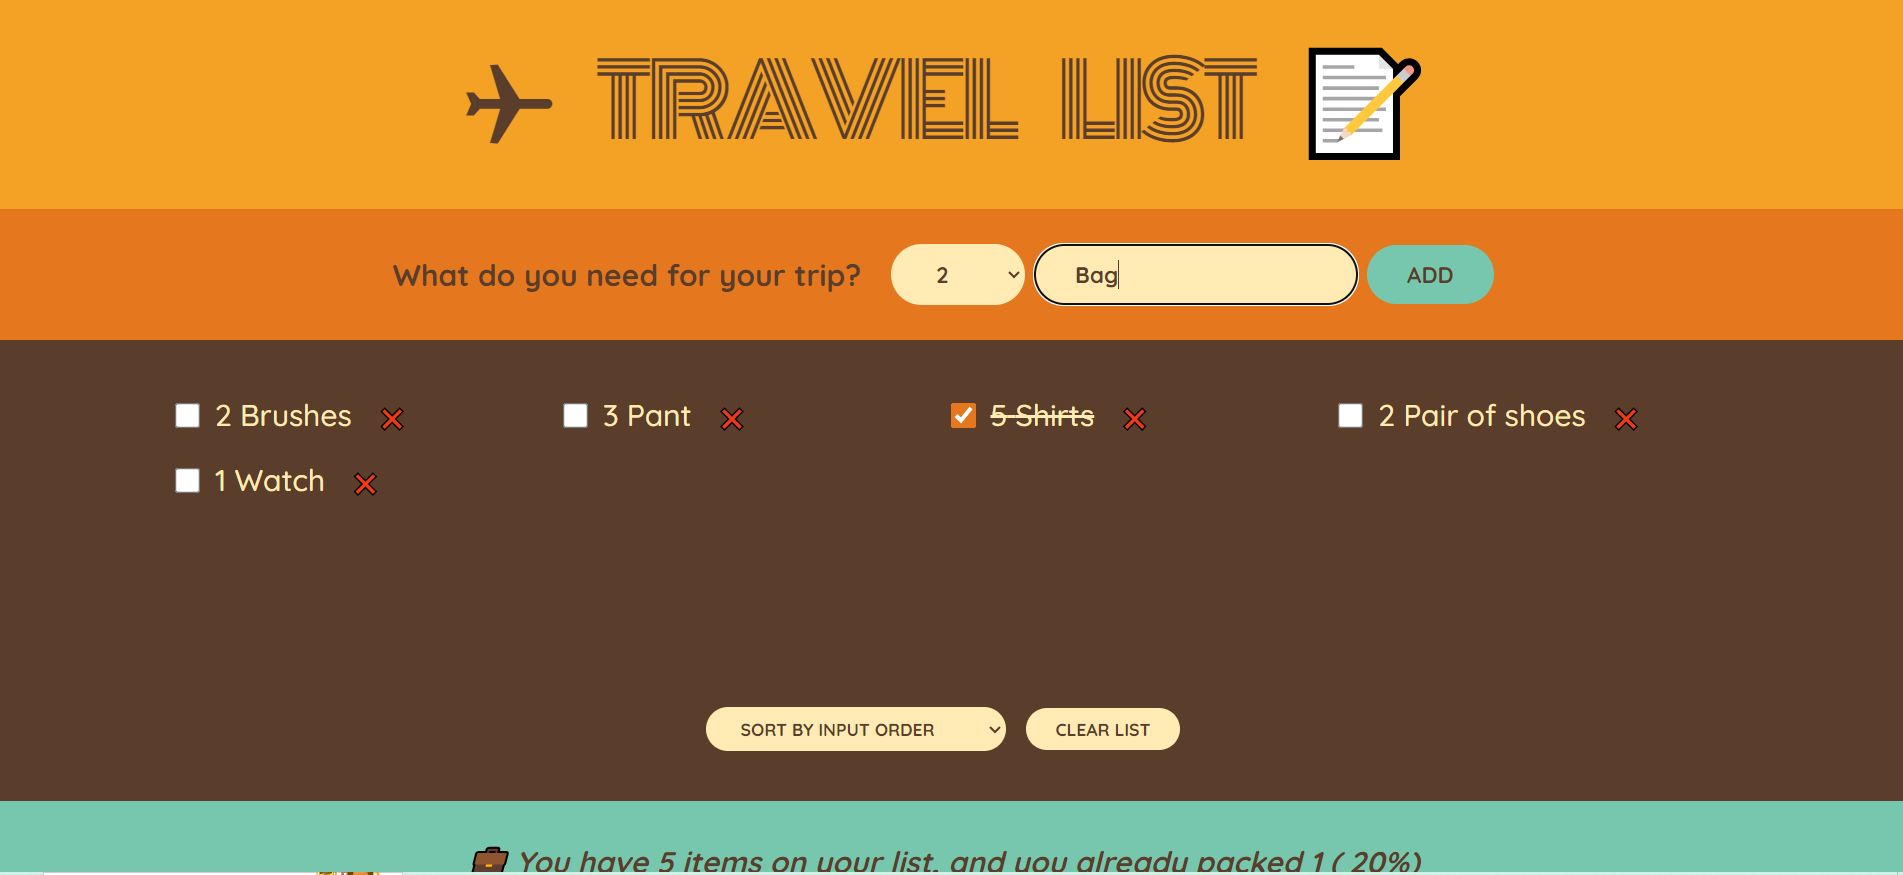 TRAVEL LIST
What do you need for your trip? 2 Bag ADD
2 Brushes 3 Pant 5 Shirts 2 Pair of shoes
1 Watch
SORT BY INPUT ORDER CLEAR LIST
You have 5 items on your list, and you already packed 1 ( 20%)